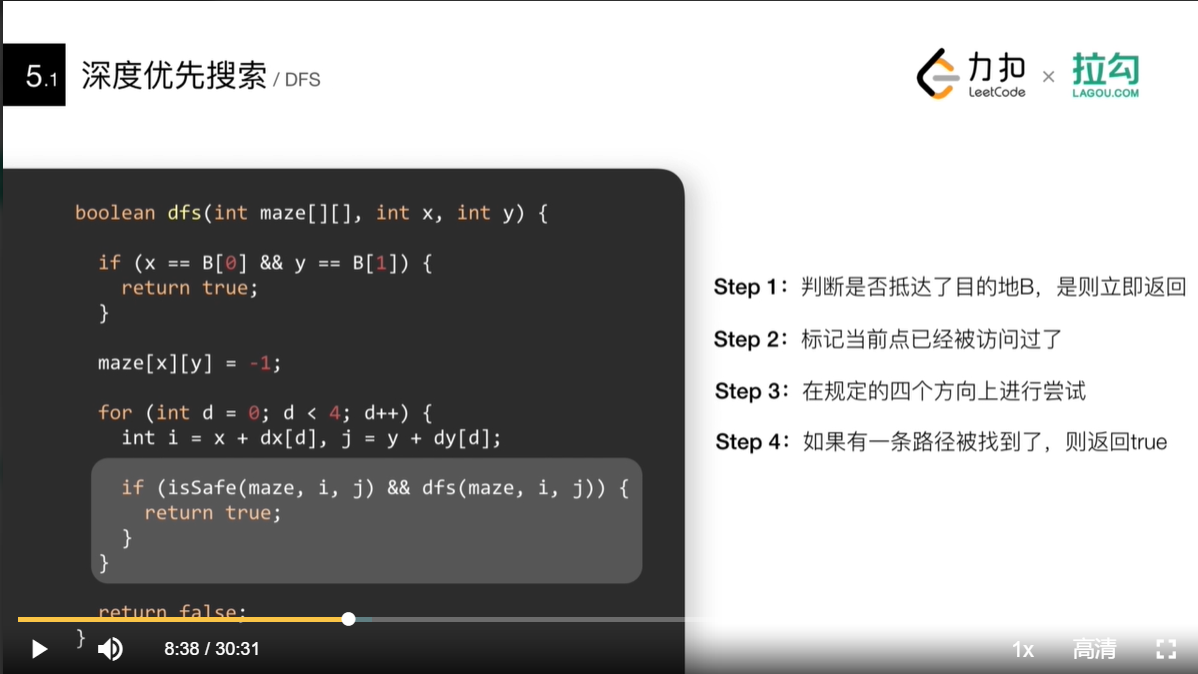 5.1 深度优先搜索 / DFS
力扣
LeetCode
×
拉勾
LAGOU.COM
boolean dfs(int maze[][], int x, int y) {
if (x == B[0] && y == B[1]) {
return true;
}
maze[x][y] = -1;
for (int d = 0; d < 4; d++) {
int i = x + dx[d], j = y + dy[d];
if (isSafe(maze, i, j) && dfs(maze, i, j)) {
return true;
}
}
return false;
}
Step 1：判断是否抵达了目的地B，是则立即返回
Step 2：标记当前点已经被访问过了
Step 3：在规定的四个方向上进行尝试
Step 4：如果有一条路径被找到了，则返回true
8:38 / 30:31
1x
高清